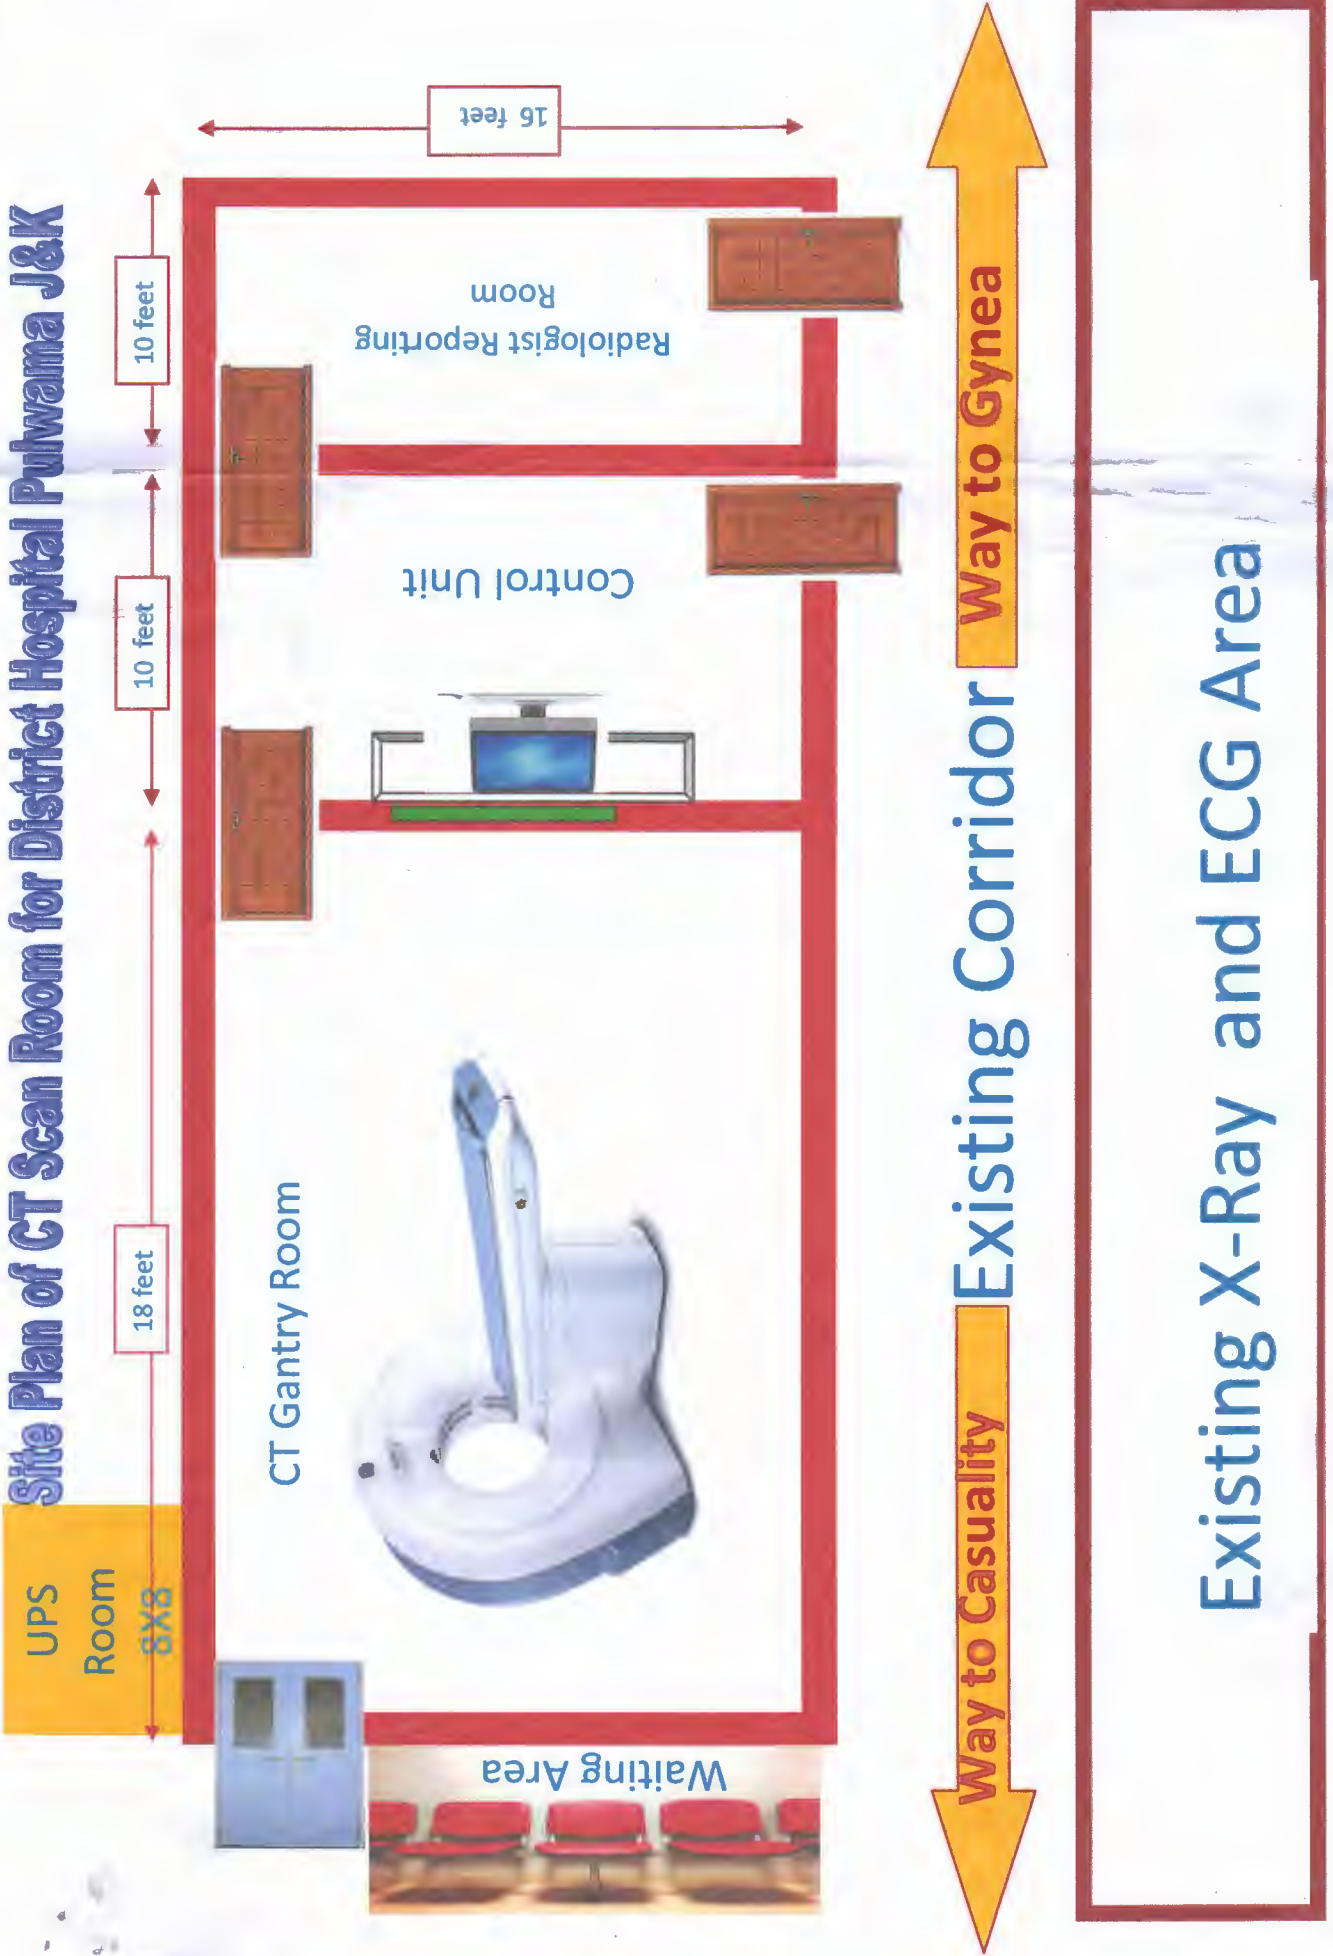 Site Plan of CT Scan Room for District Hospital Pulwama J&K
UPS
Room
8X8
18 feet
10 feet
10 feet
16 feet
CT Gantry Room
Control Unit
Radiologist Reporting
Room
Waiting Area
Way to Casuality
Existing Corridor
Way to Gynea
Existing X-Ray and ECG Area